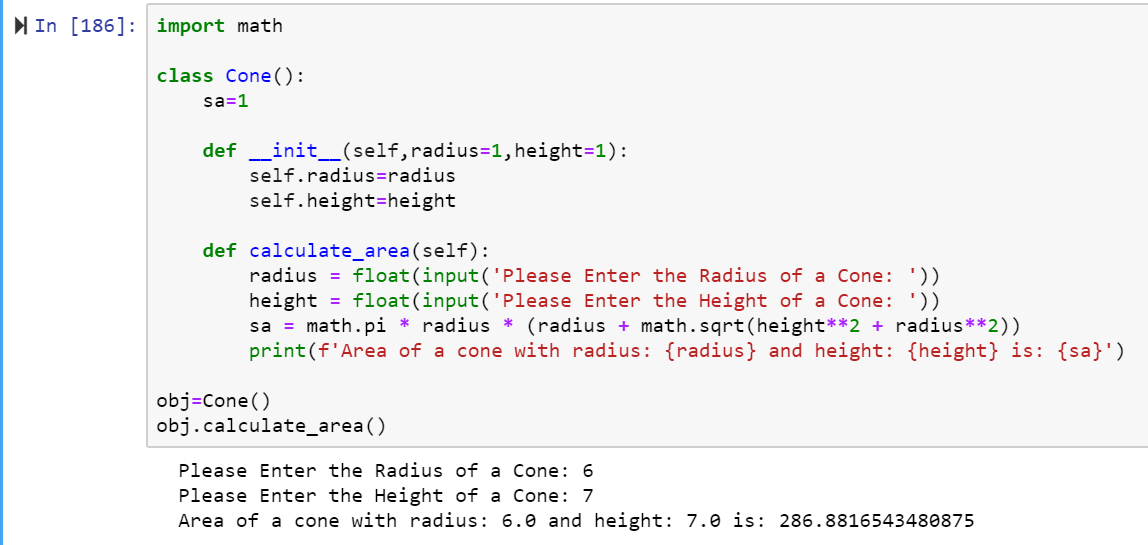 In [186]: import math
class Cone():
    sa=1
    def __init__(self,radius=1,height=1):
        self.radius=radius
        self.height=height
    def calculate_area(self):
        radius = float(input('Please Enter the Radius of a Cone: '))
        height = float(input('Please Enter the Height of a Cone: '))
        sa = math.pi * radius * (radius + math.sqrt(height**2 + radius**2))
        print(f'Area of a cone with radius: {radius} and height: {height} is: {sa}')
obj=Cone()
obj.calculate_area()
Please Enter the Radius of a Cone: 6
Please Enter the Height of a Cone: 7
Area of a cone with radius: 6.0 and height: 7.0 is: 286.8816543480875